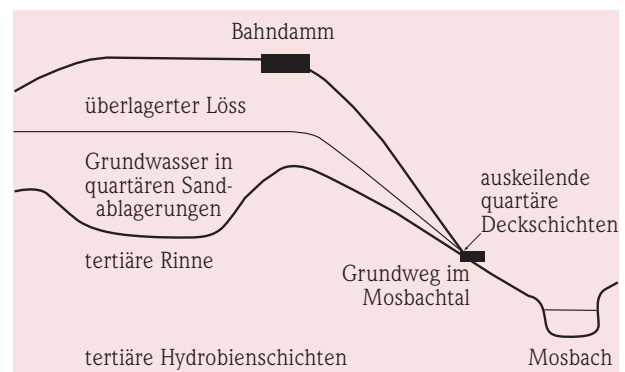 Bahndamm
überlagerter Löss
Grundwasser in
quartären Sand-
ablagerungen
auskeilende
quartäre
Deckschichten
tertiäre Rinne
Grundweg im
Mosbachtal
tertiäre Hydrobienschichten
Mosbach